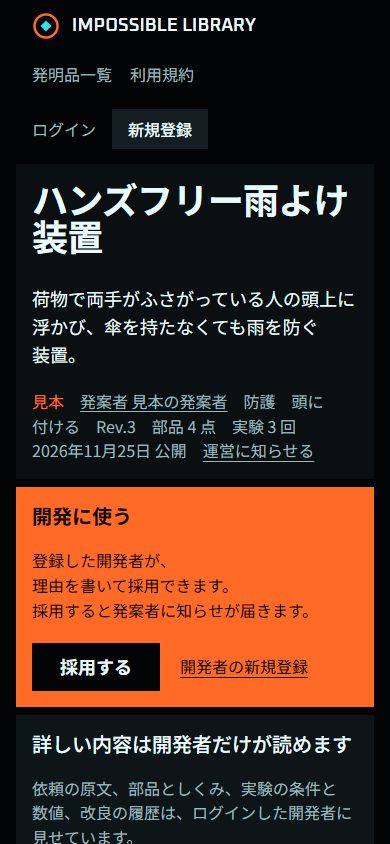 IMPOSSIBLE LIBRARY
発明品一覧 利用規約
ログイン 新規登録
ハンズフリー雨よけ
装置
荷物で両手がふさがっている人の頭上に
浮かび、傘を持たなくても雨を防ぐ
装置。
見本 発案者 見本の発案者 防護 頭に
付ける Rev.3 部品 4 点 実験 3 回
2026年11月25日 公開 運営に知らせる
開発に使う
登録した開発者が、
理由を書いて採用できます。
採用すると発案者に知らせが届きます。
採用する 開発者の新規登録
詳しい内容は開発者だけが読めます
依頼の原文、部品としくみ、実験の条件と
数値、改良の履歴は、ログインした開発者に
見せています。